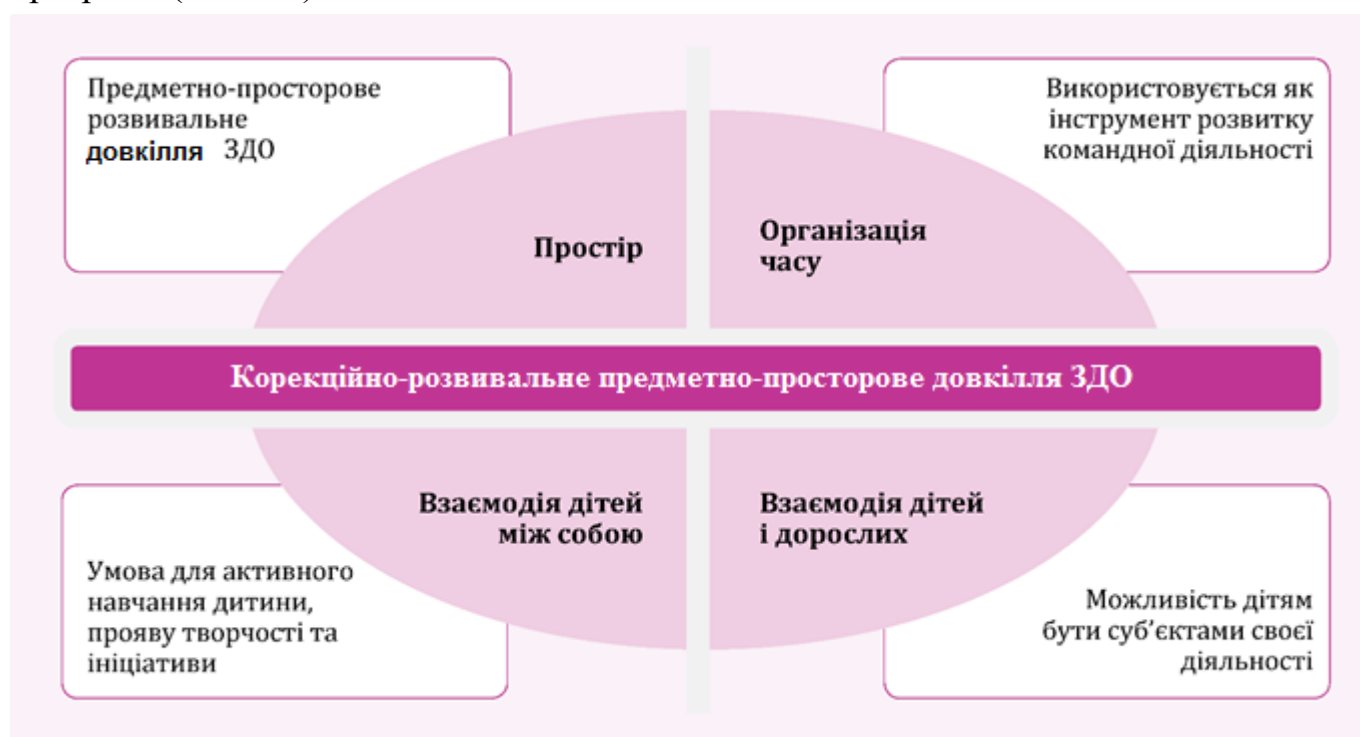 Предметно-просторове
розвивальне
довкілля ЗДО
Використовується як
інструмент розвитку
командної діяльності
Простір
Організація
часу
Корекційно-розвивальне предметно-просторове довкілля ЗДО
Взаємодія дітей
між собою
Взаємодія дітей
і дорослих
Умова для активного
навчання дитини,
прояву творчості та
ініціативи
Можливість дітям
бути суб’єктами своєї
діяльності